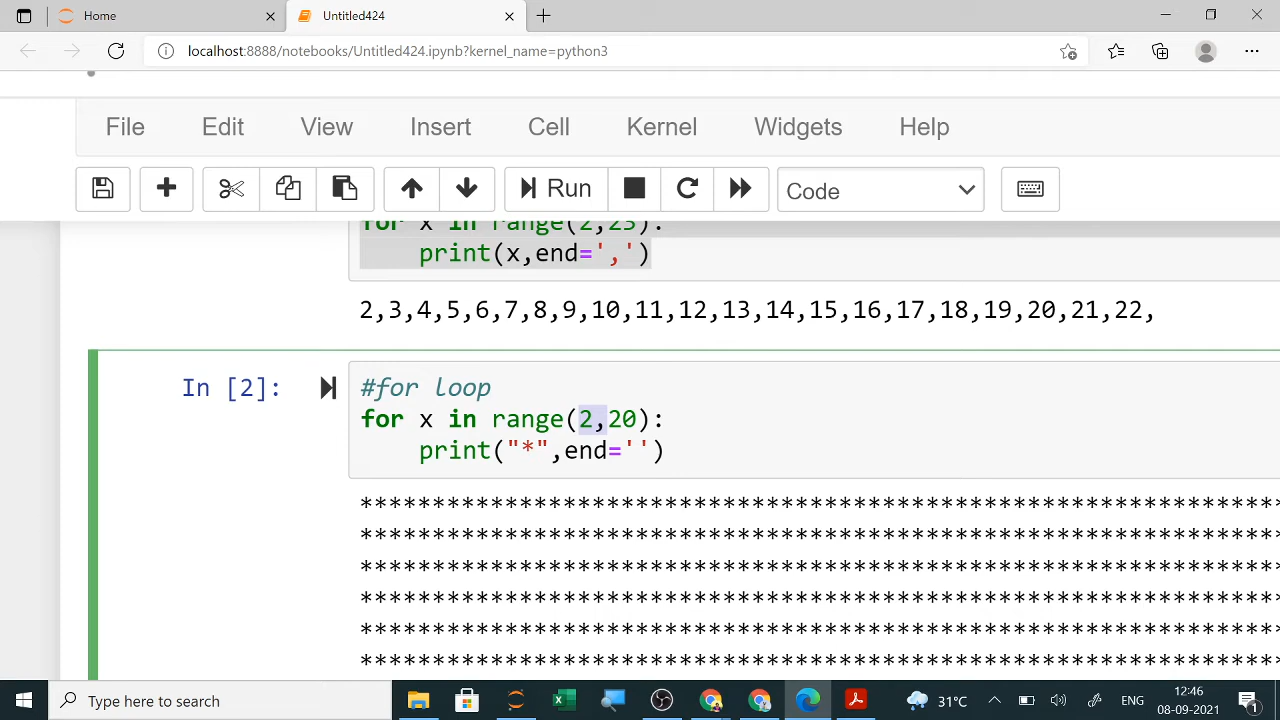 Home
Untitled424
localhost:8888/notebooks/Untitled424.ipynb?kernel_name=python3
File Edit View Insert Cell Kernel Widgets Help
Run Code
for x in range(2,23):
print(x,end=',')
2,3,4,5,6,7,8,9,10,11,12,13,14,15,16,17,18,19,20,21,22,
In [2]:
#for loop
for x in range(2,20):
print("*",end='')
****************************************************************
****************************************************************
****************************************************************
****************************************************************
****************************************************************
****************************************************************
Type here to search
31°C
ENG
12:46
08-09-2021
1